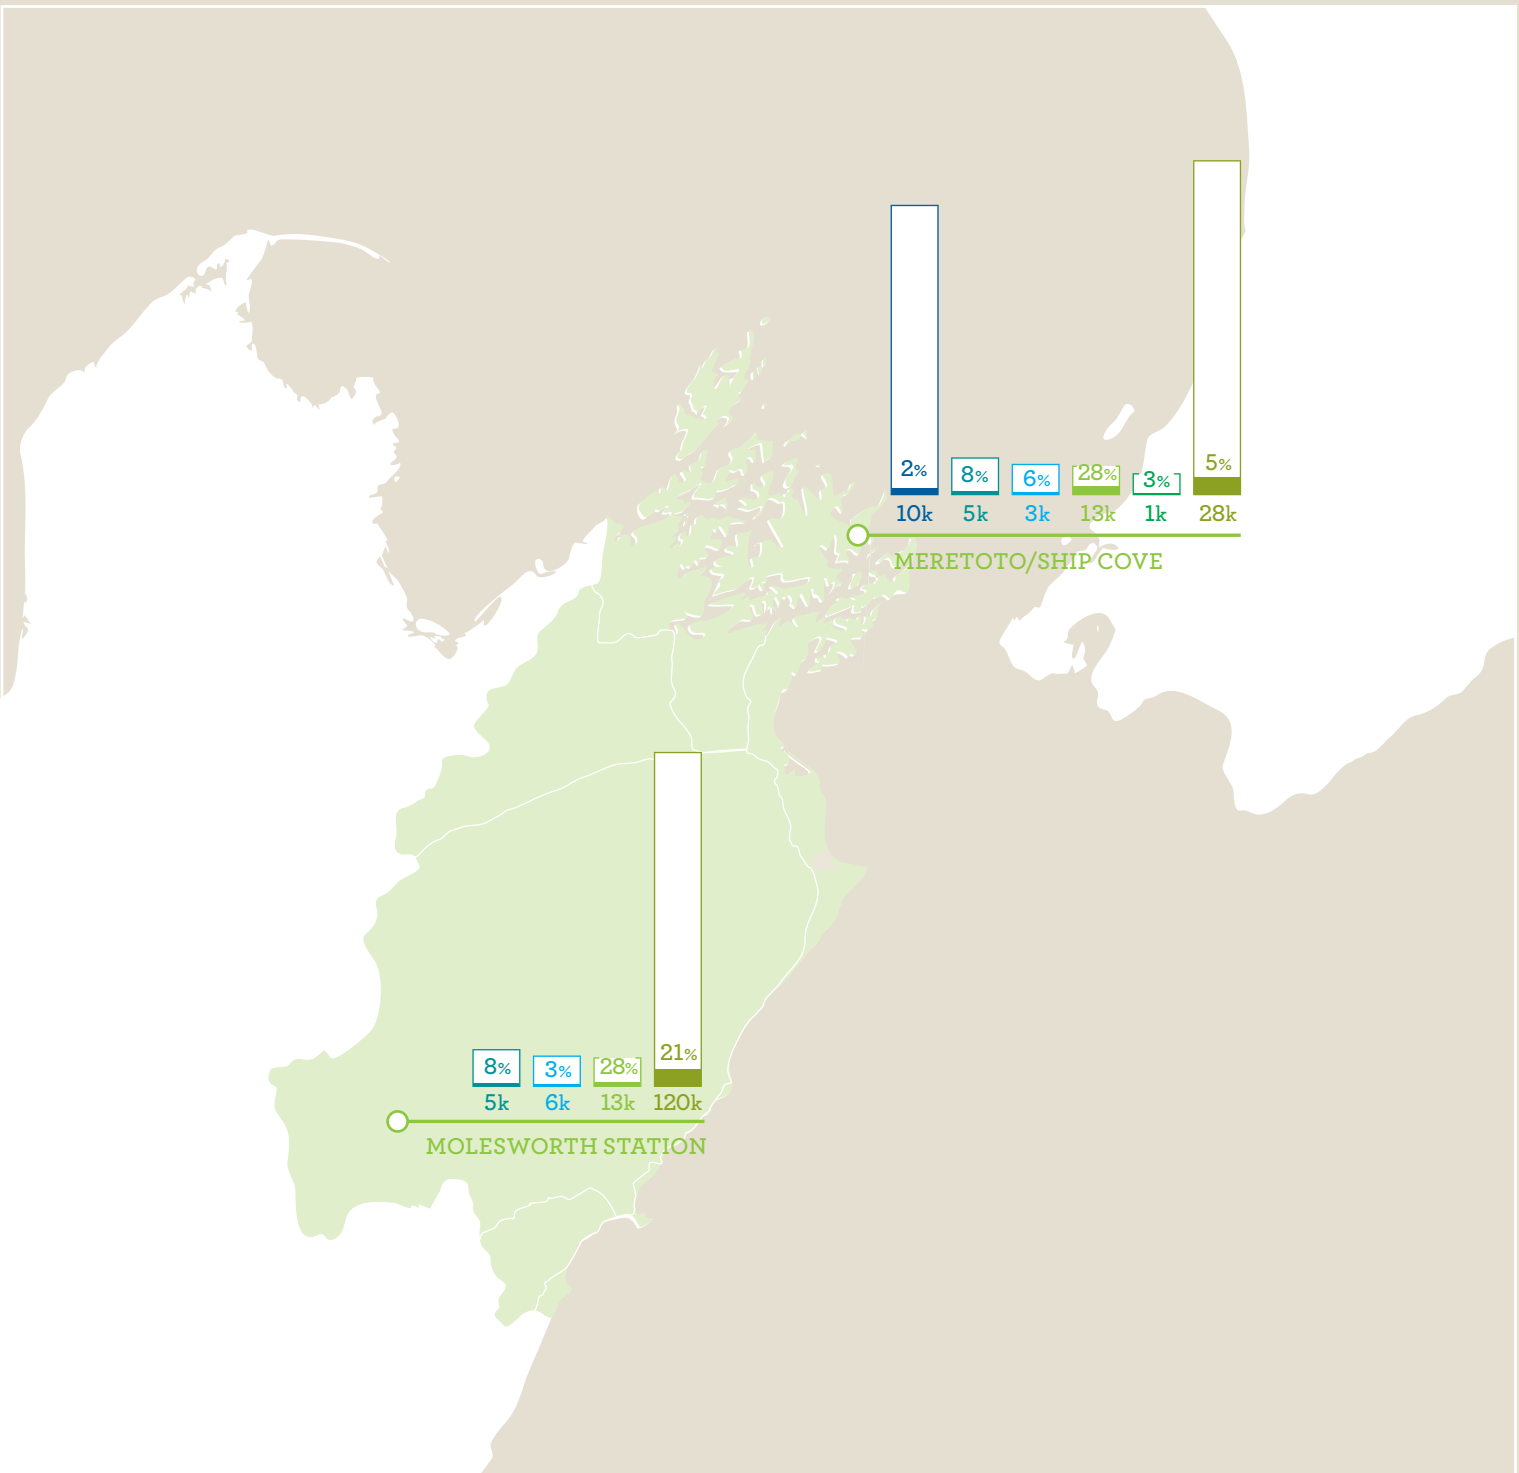 2% 8% 6% 28% 3% 5%
10k 5k 3k 13k 1k 28k
MERETOTO/SHIP COVE
8% 3% 28% 21%
5k 6k 13k 120k
MOLESWORTH STATION